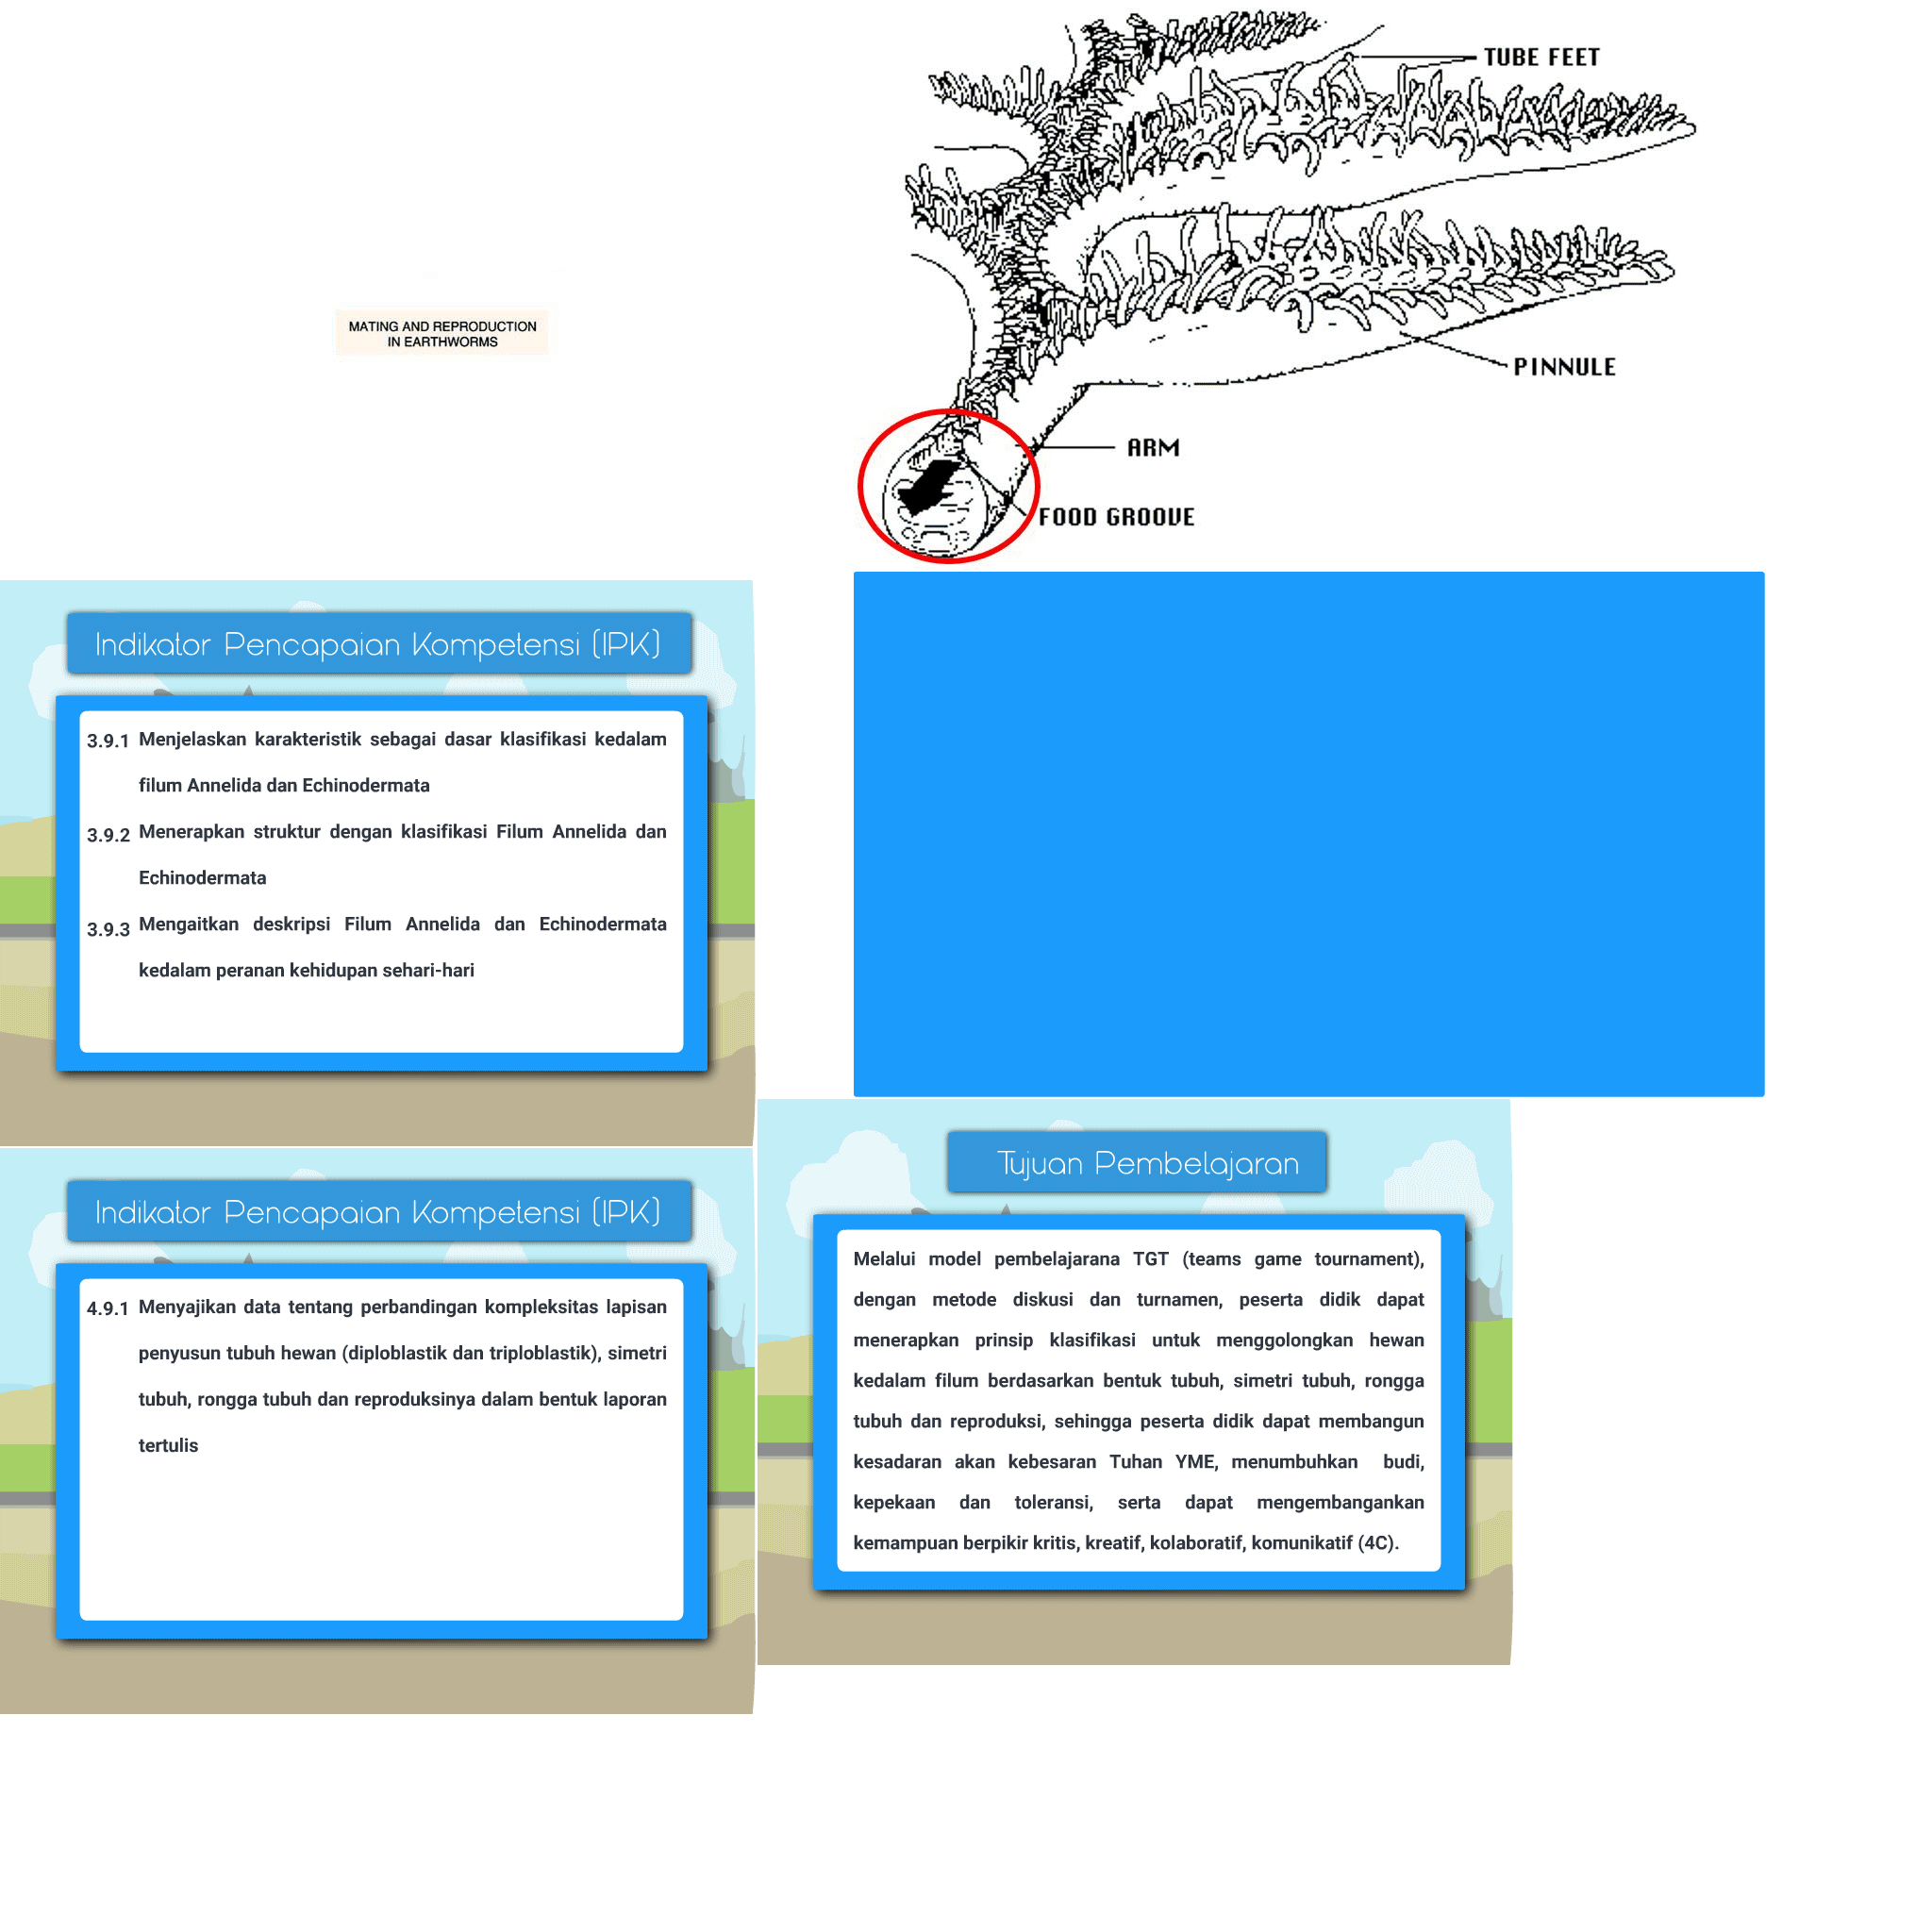 MATING AND REPRODUCTION
IN EARTHWORMS
TUBE FEET
PINNULE
ARM
FOOD GROOVE
Indikator Pencapaian Kompetensi (IPK)
3.9.1 Menjelaskan karakteristik sebagai dasar klasifikasi kedalam
filum Annelida dan Echinodermata
3.9.2 Menerapkan struktur dengan klasifikasi Filum Annelida dan
Echinodermata
3.9.3 Mengaitkan deskripsi Filum Annelida dan Echinodermata
kedalam peranan kehidupan sehari-hari
Indikator Pencapaian Kompetensi (IPK)
4.9.1 Menyajikan data tentang perbandingan kompleksitas lapisan
penyusun tubuh hewan (diploblastik dan triploblastik), simetri
tubuh, rongga tubuh dan reproduksinya dalam bentuk laporan
tertulis
Tujuan Pembelajaran
Melalui model pembelajarana TGT (teams game tournament),
dengan metode diskusi dan turnamen, peserta didik dapat
menerapkan prinsip klasifikasi untuk menggolongkan hewan
kedalam filum berdasarkan bentuk tubuh, simetri tubuh, rongga
tubuh dan reproduksi, sehingga peserta didik dapat membangun
kesadaran akan kebesaran Tuhan YME, menumbuhkan budi,
kepekaan dan toleransi, serta dapat mengembangankan
kemampuan berpikir kritis, kreatif, kolaboratif, komunikatif (4C).